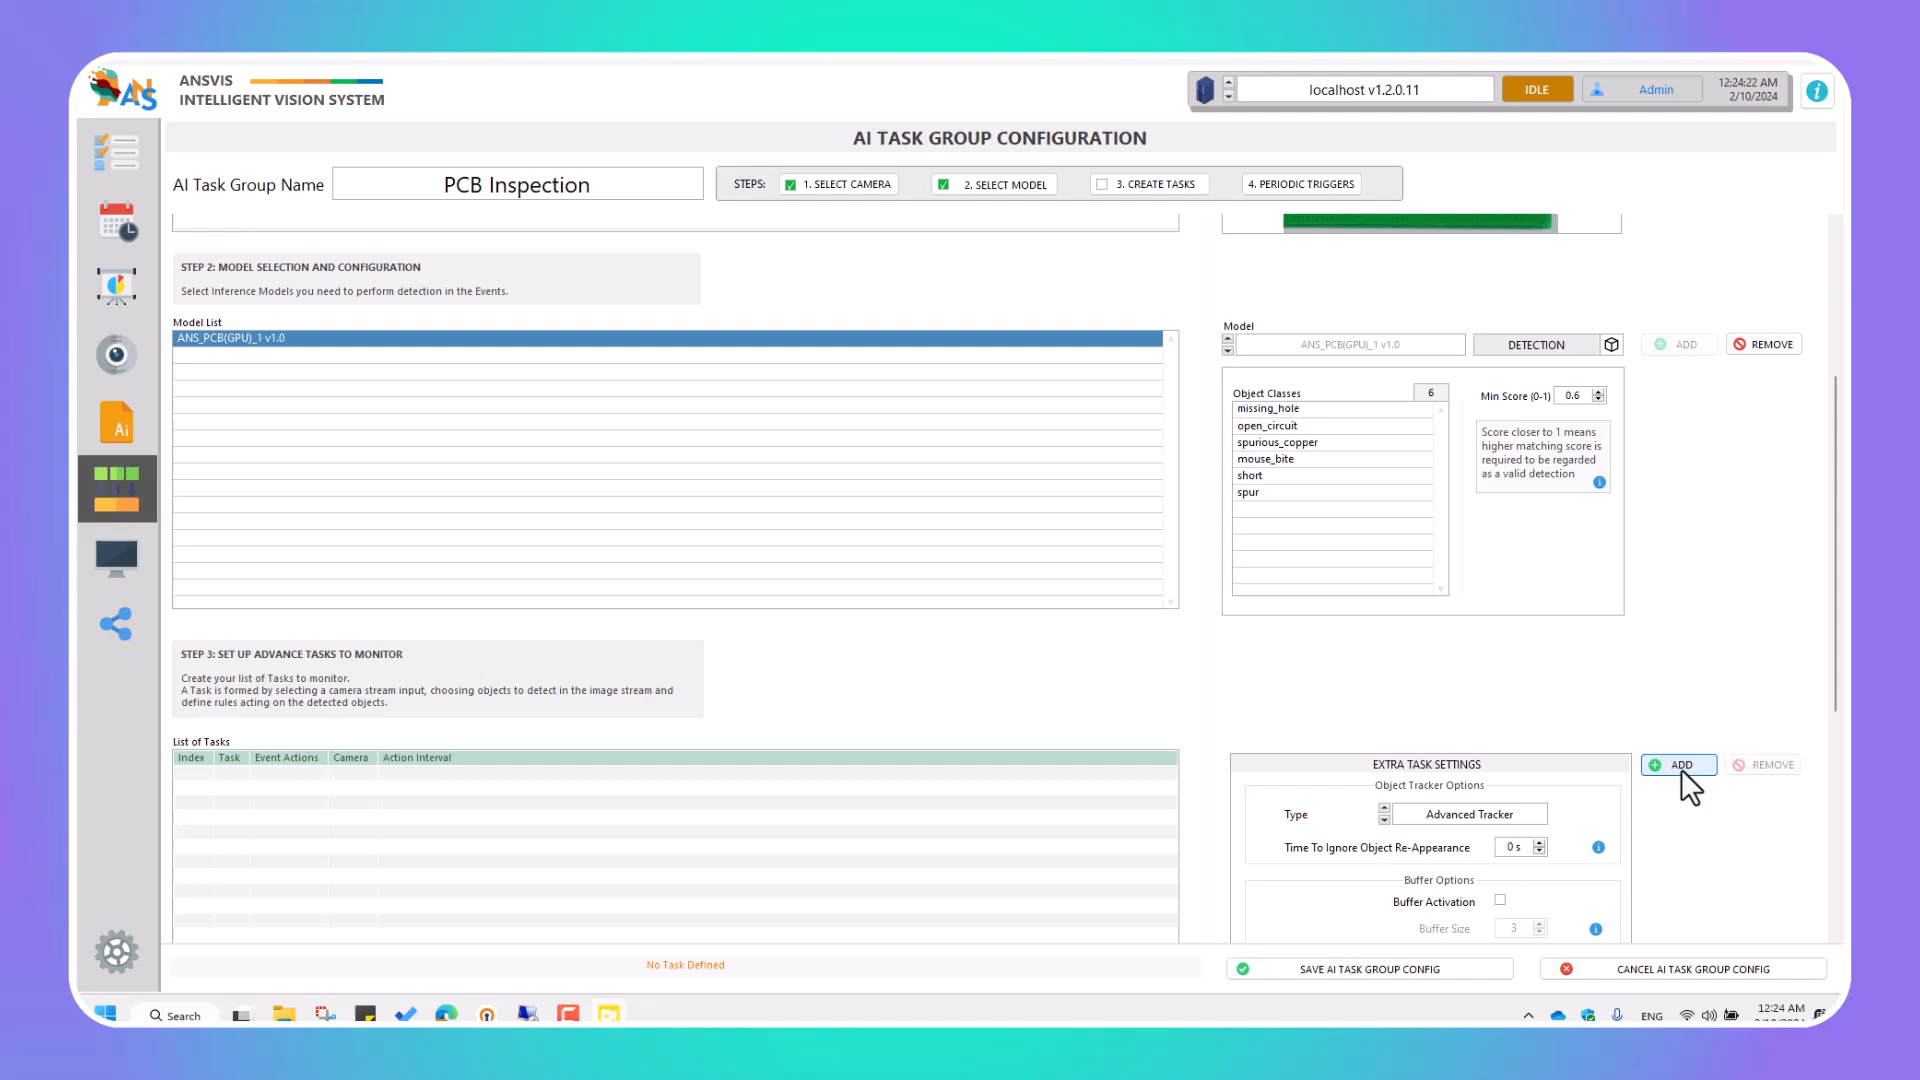 ANS
ANSVIS
INTELLIGENT VISION SYSTEM
localhost v1.2.0.11
IDLE
Admin
12:24:22 AM
2/10/2024
AI TASK GROUP CONFIGURATION
AI Task Group Name
PCB Inspection
STEPS:
1. SELECT CAMERA
2. SELECT MODEL
3. CREATE TASKS
4. PERIODIC TRIGGERS
STEP 2: MODEL SELECTION AND CONFIGURATION
Select Inference Models you need to perform detection in the Events.
Model List
ANS_PCB(GPU)_1 v1.0
Model
ANS_PCB(GPU)_1 v1.0
DETECTION
ADD
REMOVE
Object Classes
6
missing_hole
open_circuit
spurious_copper
mouse_bite
short
spur
Min Score (0-1)
0.6
Score closer to 1 means
higher matching score is
required to be regarded
as a valid detection
Ai
STEP 3: SET UP ADVANCE TASKS TO MONITOR
Create your list of Tasks to monitor.
A Task is formed by selecting a camera stream input, choosing objects to detect in the image stream and
define rules acting on the detected objects.
List of Tasks
Index Task Event Actions Camera Action Interval
EXTRA TASK SETTINGS
ADD
REMOVE
Object Tracker Options
Type
Advanced Tracker
Time To Ignore Object Re-Appearance
0 s
Buffer Options
Buffer Activation
Buffer Size
3
No Task Defined
SAVE AI TASK GROUP CONFIG
CANCEL AI TASK GROUP CONFIG
Search
ENG
12:24 AM